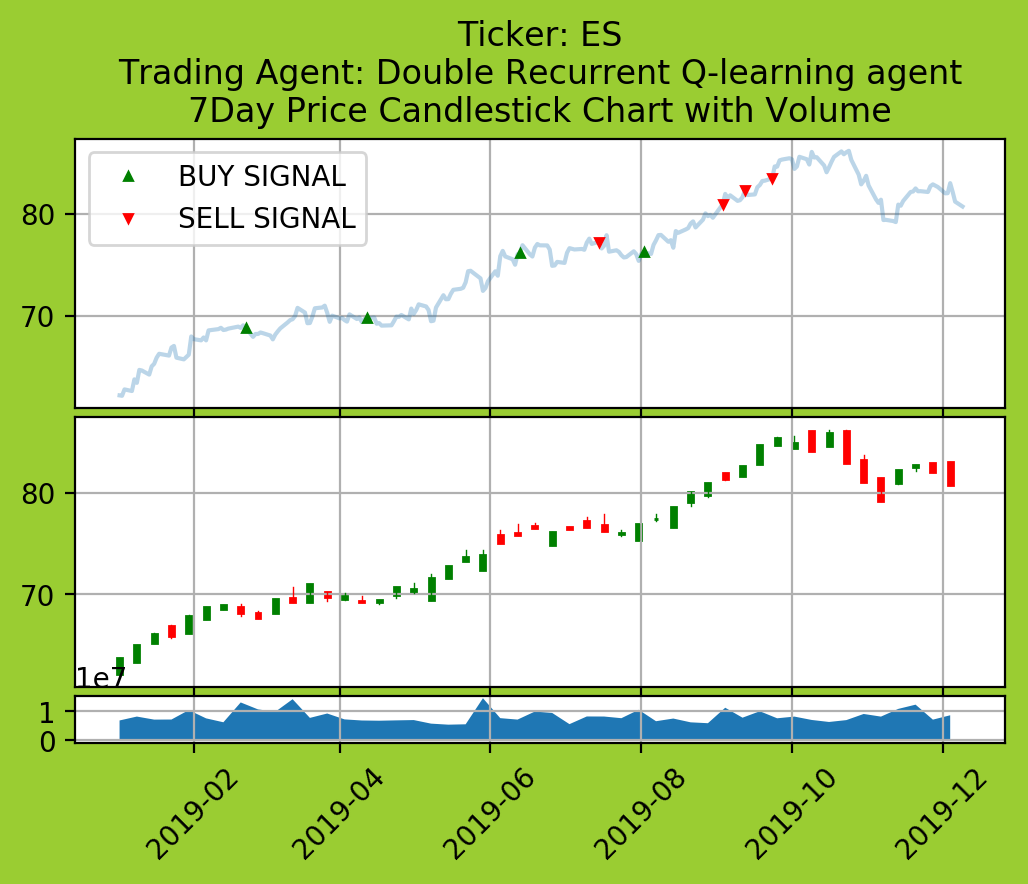 Ticker: ES
Trading Agent: Double Recurrent Q-learning agent
7Day Price Candlestick Chart with Volume
BUY SIGNAL
SELL SIGNAL
80
70
80
70
1e7
1
0
2019-02
2019-04
2019-06
2019-08
2019-10
2019-12